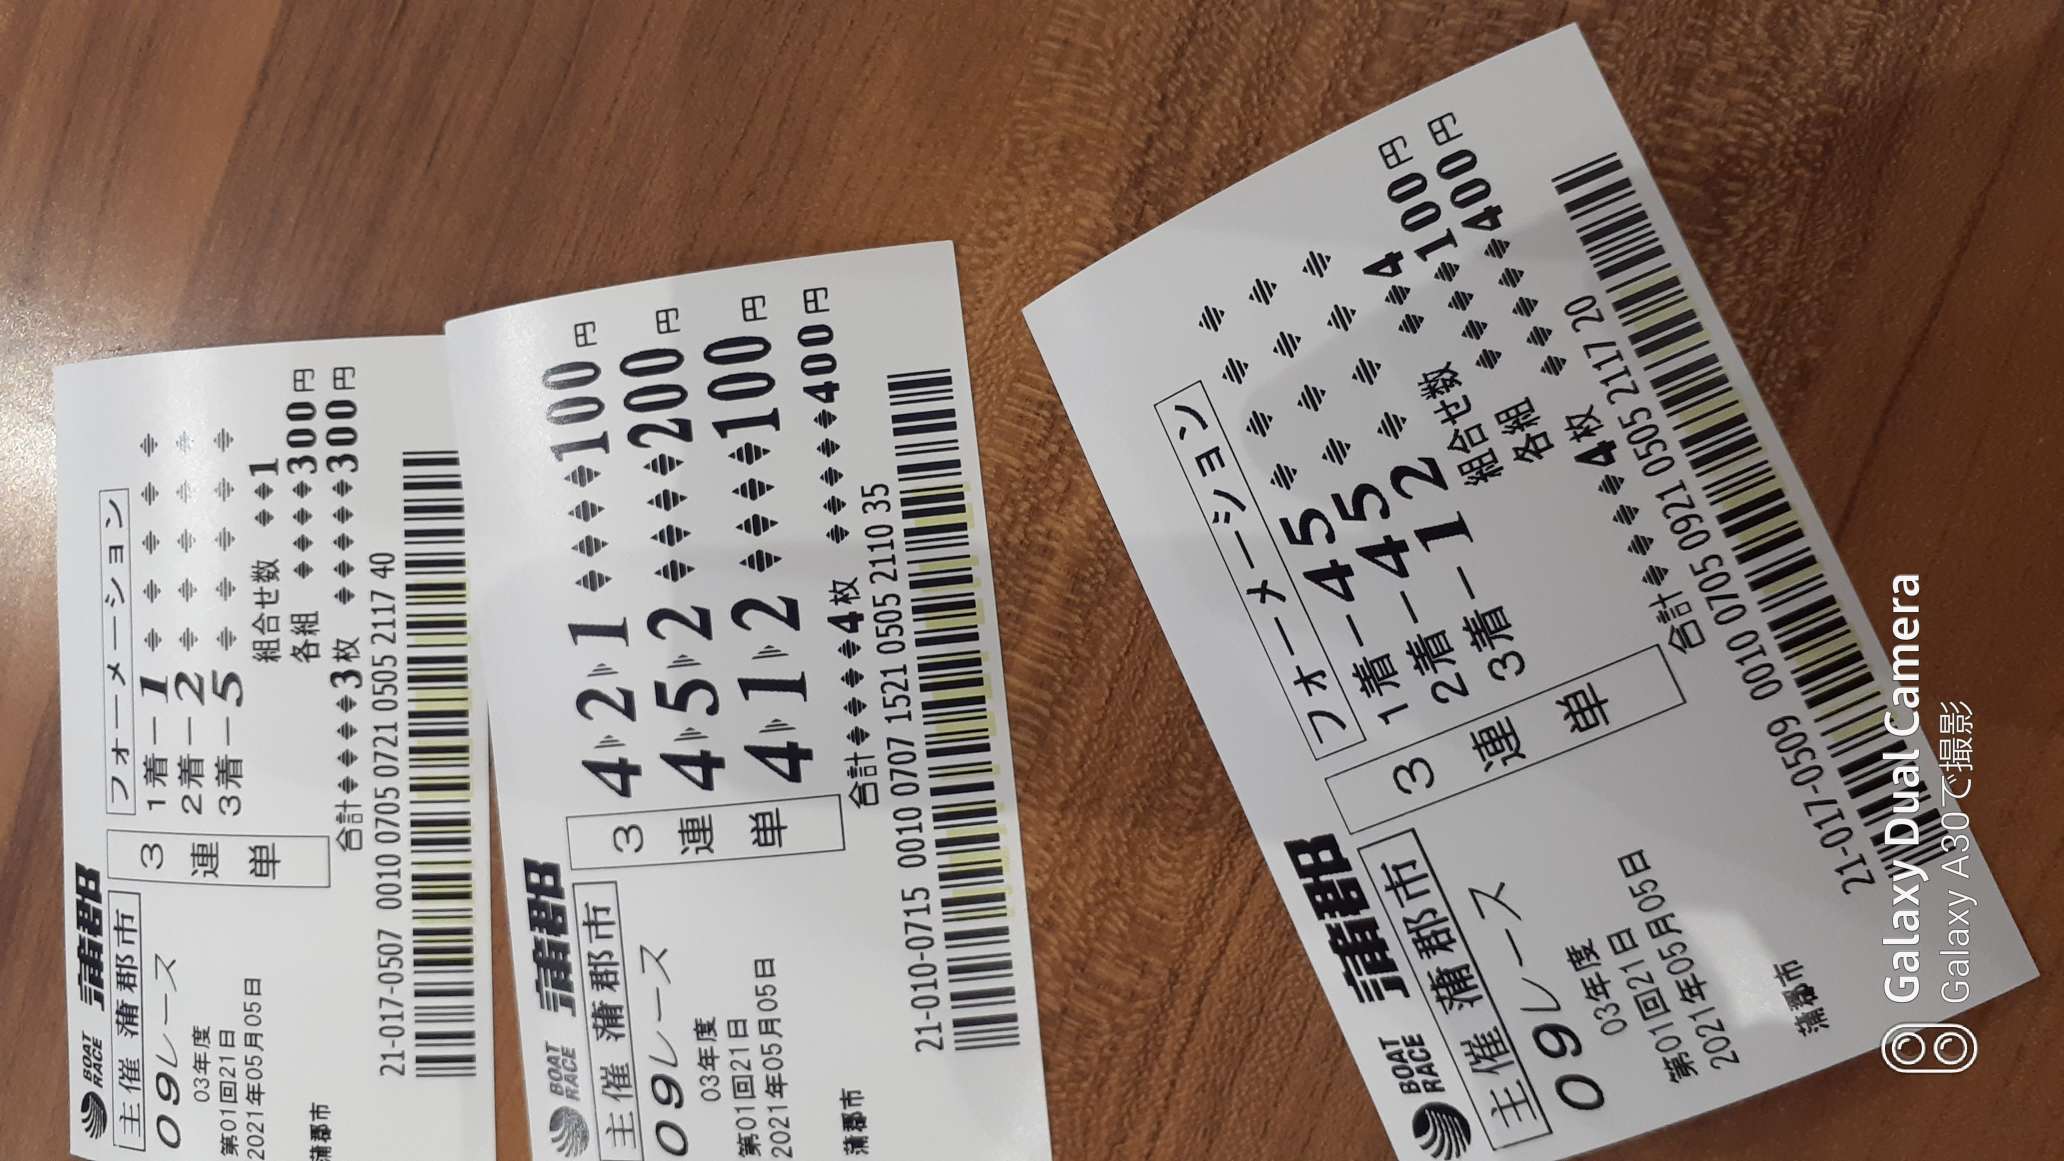 BOAT RACE 蒲郡
主催 蒲郡市
09レース
03年度
第01回21日
2021年05月05日
蒲郡市
3連単
フォーメーション
1着-1
2着-2
3着-5
組合せ数 1
各組 300円
合計 3枚 300円
21-017-0507 0010 0705 0721 0505 2117 40
BOAT RACE 蒲郡
主催 蒲郡市
09レース
03年度
第01回21日
2021年05月05日
蒲郡市
3連単
4 2 1 100円
4 5 2 200円
4 1 2 100円
合計 4枚 400円
21-010-0715 0010 0707 1521 0505 2110 35
BOAT RACE 蒲郡
主催 蒲郡市
09レース
03年度
第01回21日
2021年05月05日
蒲郡市
3連単
フォーメーション
1着-45
2着-45
3着-12
組合せ数 4
各組 100円
合計 4枚 400円
21-017-0509 0010 0705 0921 0505 2117 20
Galaxy Dual Camera
Galaxy A30で撮影